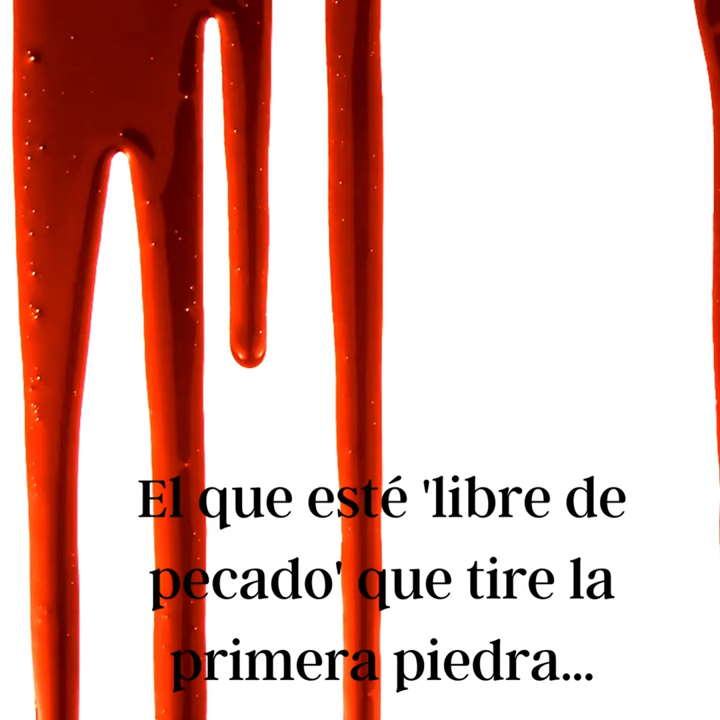 El que esté 'libre de
pecado' que tire la
primera piedra...